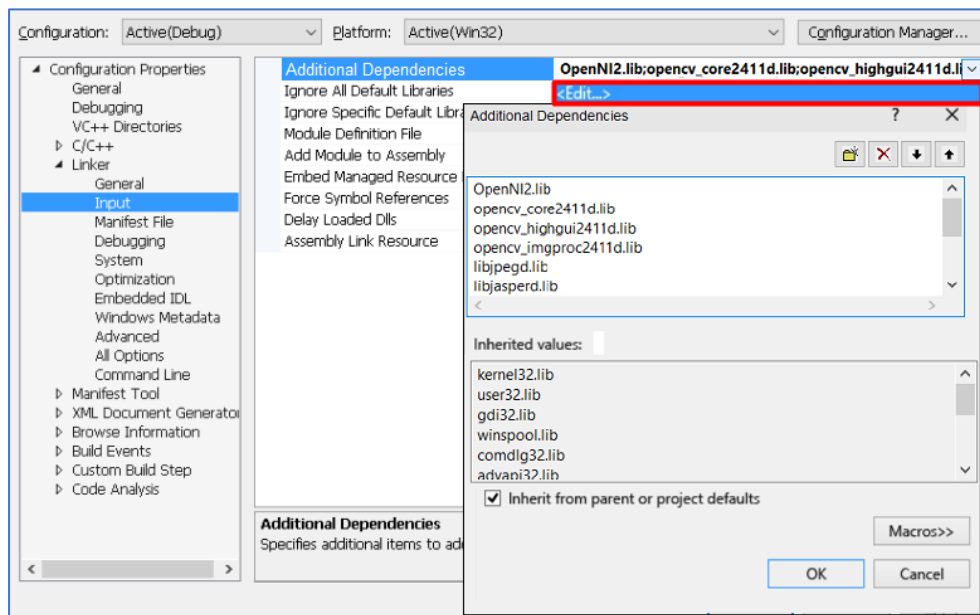 Configuration: Active(Debug) Platform: Active(Win32) Configuration Manager...
Configuration Properties
General
Debugging
VC++ Directories
C/C++
Linker
General
Input
Manifest File
Debugging
System
Optimization
Embedded IDL
Windows Metadata
Advanced
All Options
Command Line
Manifest Tool
XML Document Generator
Browse Information
Build Events
Custom Build Step
Code Analysis
Additional Dependencies OpenNI2.lib;opencv_core2411d.lib;opencv_highgui2411d.li
Ignore All Default Libraries <Edit...>
Ignore Specific Default Libra
Module Definition File
Add Module to Assembly
Embed Managed Resource
Force Symbol References
Delay Loaded Dlls
Assembly Link Resource
Additional Dependencies
Specifies additional items to ad
Additional Dependencies ? X
OpenNI2.lib
opencv_core2411d.lib
opencv_highgui2411d.lib
opencv_imgproc2411d.lib
libjpegd.lib
libjasperd.lib
Inherited values:
kernel32.lib
user32.lib
gdi32.lib
winspool.lib
comdlg32.lib
advapi32.lib
Inherit from parent or project defaults
Macros>>
OK Cancel